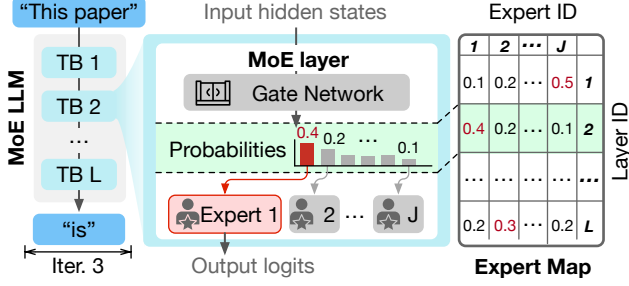 "This paper"
MoE LLM
TB 1
TB 2
...
TB L
"is"
Iter. 3
Input hidden states
MoE layer
Gate Network
Probabilities
0.4
0.2
...
0.1
Expert 1
2
...
J
Output logits
Expert ID
1 2 ... J
0.1 0.2 ... 0.5 1
0.4 0.2 ... 0.1 2
... ... ... ... ...
0.2 0.3 ... 0.2 L
Layer ID
Expert Map